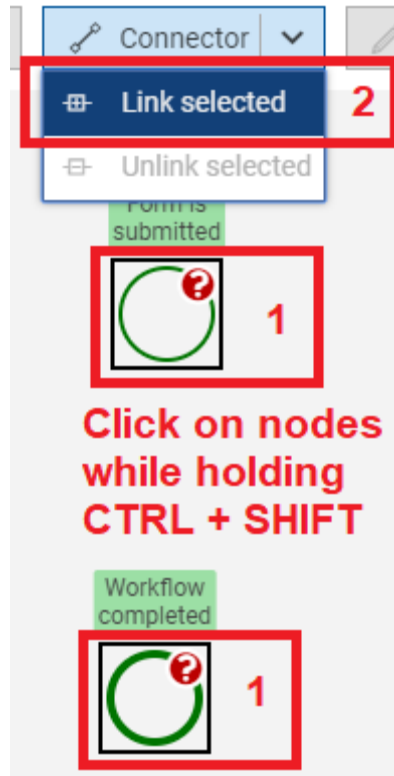 Connector
Link selected
2
Unlink selected
Form is
submitted
?
1
Click on nodes
while holding
CTRL + SHIFT
Workflow
completed
?
1